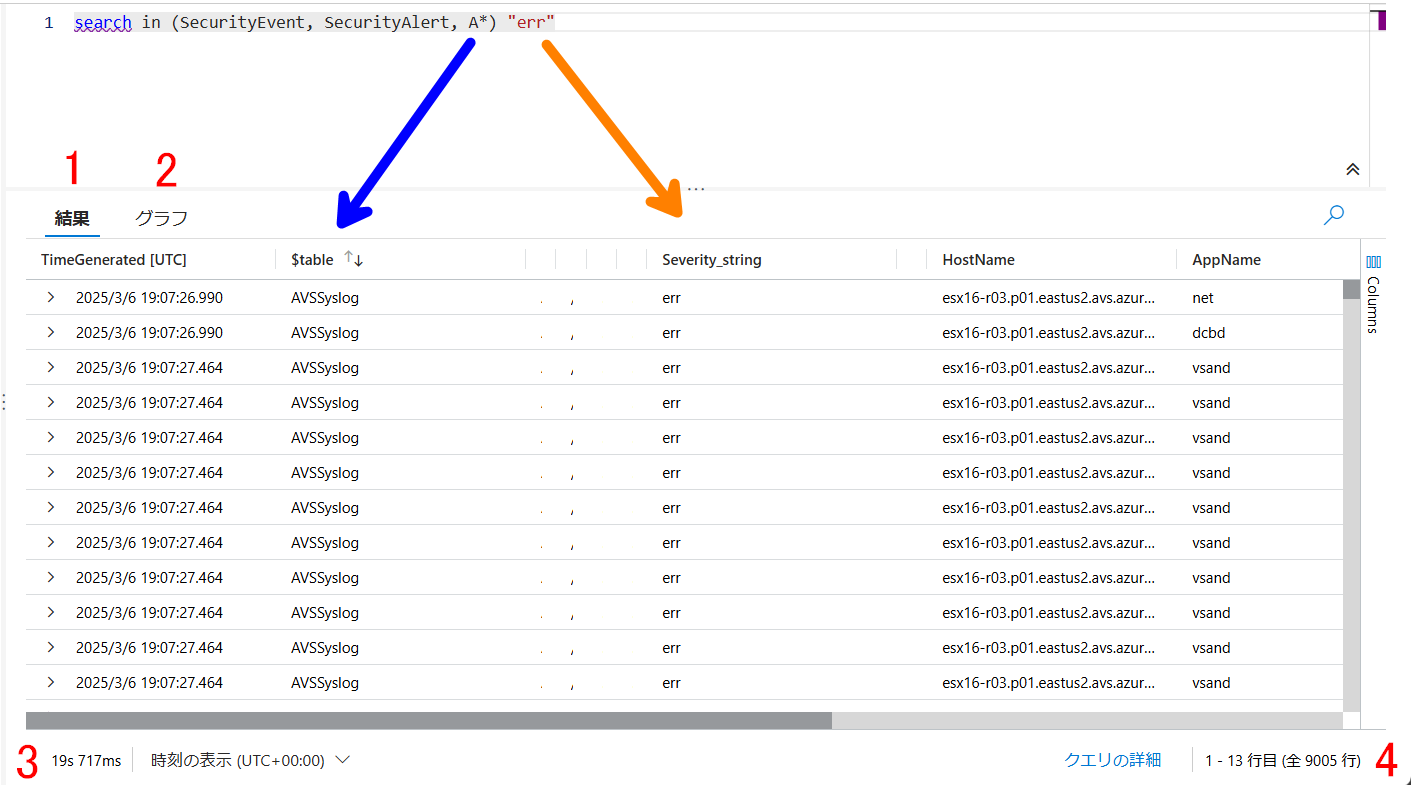 1 search in (SecurityEvent, SecurityAlert, A*) "err"
1 2
...
結果 グラフ
TimeGenerated [UTC] $table ↑↓ Severity_string HostName AppName
2025/3/6 19:07:26.990 AVSSyslog . , err esx16-r03.p01.eastus2.avs.azur... net
2025/3/6 19:07:26.990 AVSSyslog . , err esx16-r03.p01.eastus2.avs.azur... dcbd
2025/3/6 19:07:27.464 AVSSyslog . , err esx16-r03.p01.eastus2.avs.azur... vsand
2025/3/6 19:07:27.464 AVSSyslog . , err esx16-r03.p01.eastus2.avs.azur... vsand
2025/3/6 19:07:27.464 AVSSyslog . , err esx16-r03.p01.eastus2.avs.azur... vsand
2025/3/6 19:07:27.464 AVSSyslog . , err esx16-r03.p01.eastus2.avs.azur... vsand
2025/3/6 19:07:27.464 AVSSyslog . , err esx16-r03.p01.eastus2.avs.azur... vsand
2025/3/6 19:07:27.464 AVSSyslog . , err esx16-r03.p01.eastus2.avs.azur... vsand
2025/3/6 19:07:27.464 AVSSyslog . , err esx16-r03.p01.eastus2.avs.azur... vsand
2025/3/6 19:07:27.464 AVSSyslog . , err esx16-r03.p01.eastus2.avs.azur... vsand
2025/3/6 19:07:27.464 AVSSyslog . , err esx16-r03.p01.eastus2.avs.azur... vsand
2025/3/6 19:07:27.464 AVSSyslog . , err esx16-r03.p01.eastus2.avs.azur... vsand
Columns
3 19s 717ms 時刻の表示 (UTC+00:00) クエリの詳細 1 - 13 行目 (全 9005 行) 4